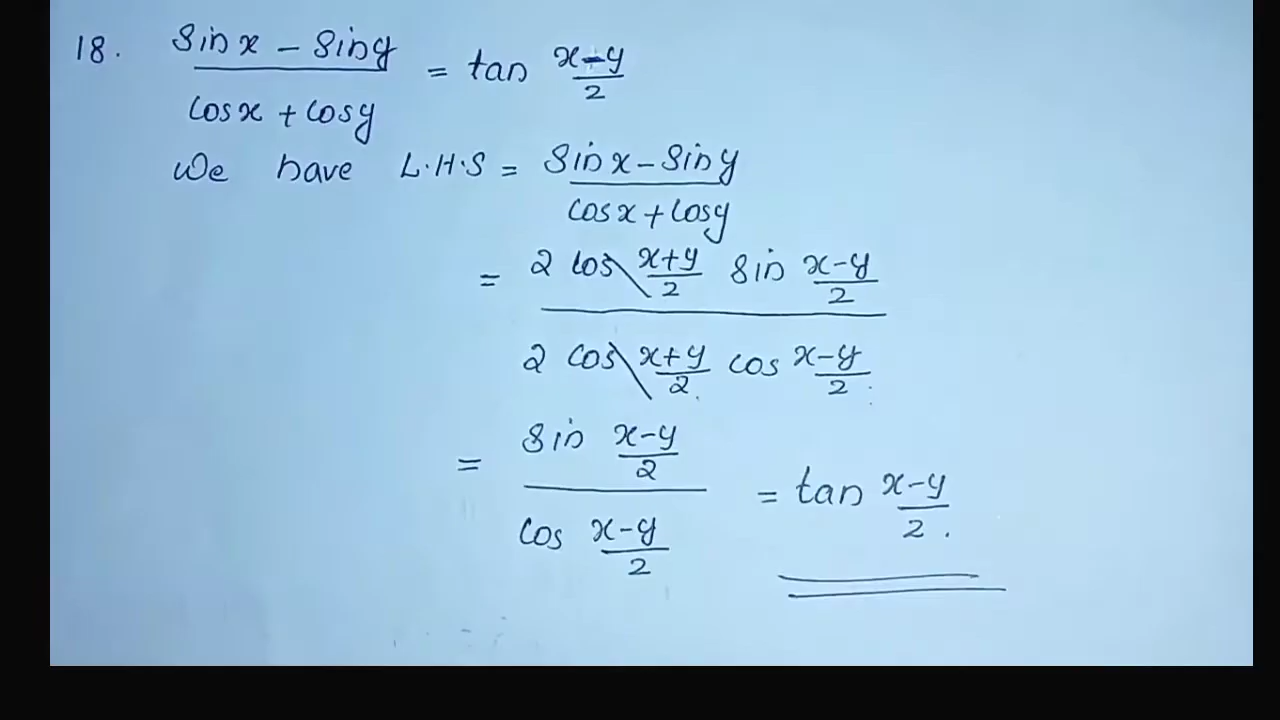 18. (sin x − sin y) / (cos x + cos y) = tan (x−y)/2
We have L.H.S = (sin x − sin y) / (cos x + cos y)
= (2 cos (x+y)/2 sin (x−y)/2) / (2 cos (x+y)/2 cos (x−y)/2)
= (sin (x−y)/2) / (cos (x−y)/2) = tan (x−y)/2.